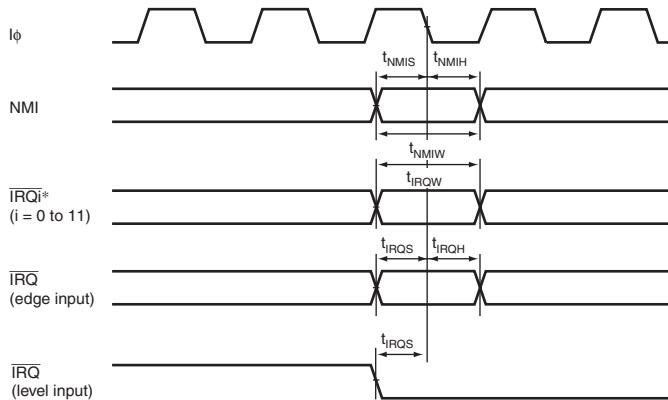 Iϕ
tNMIS tNMIH
NMI
tNMIW
IRQi*
(i = 0 to 11)
tIRQW
tIRQS tIRQH
IRQ
(edge input)
tIRQS
IRQ
(level input)